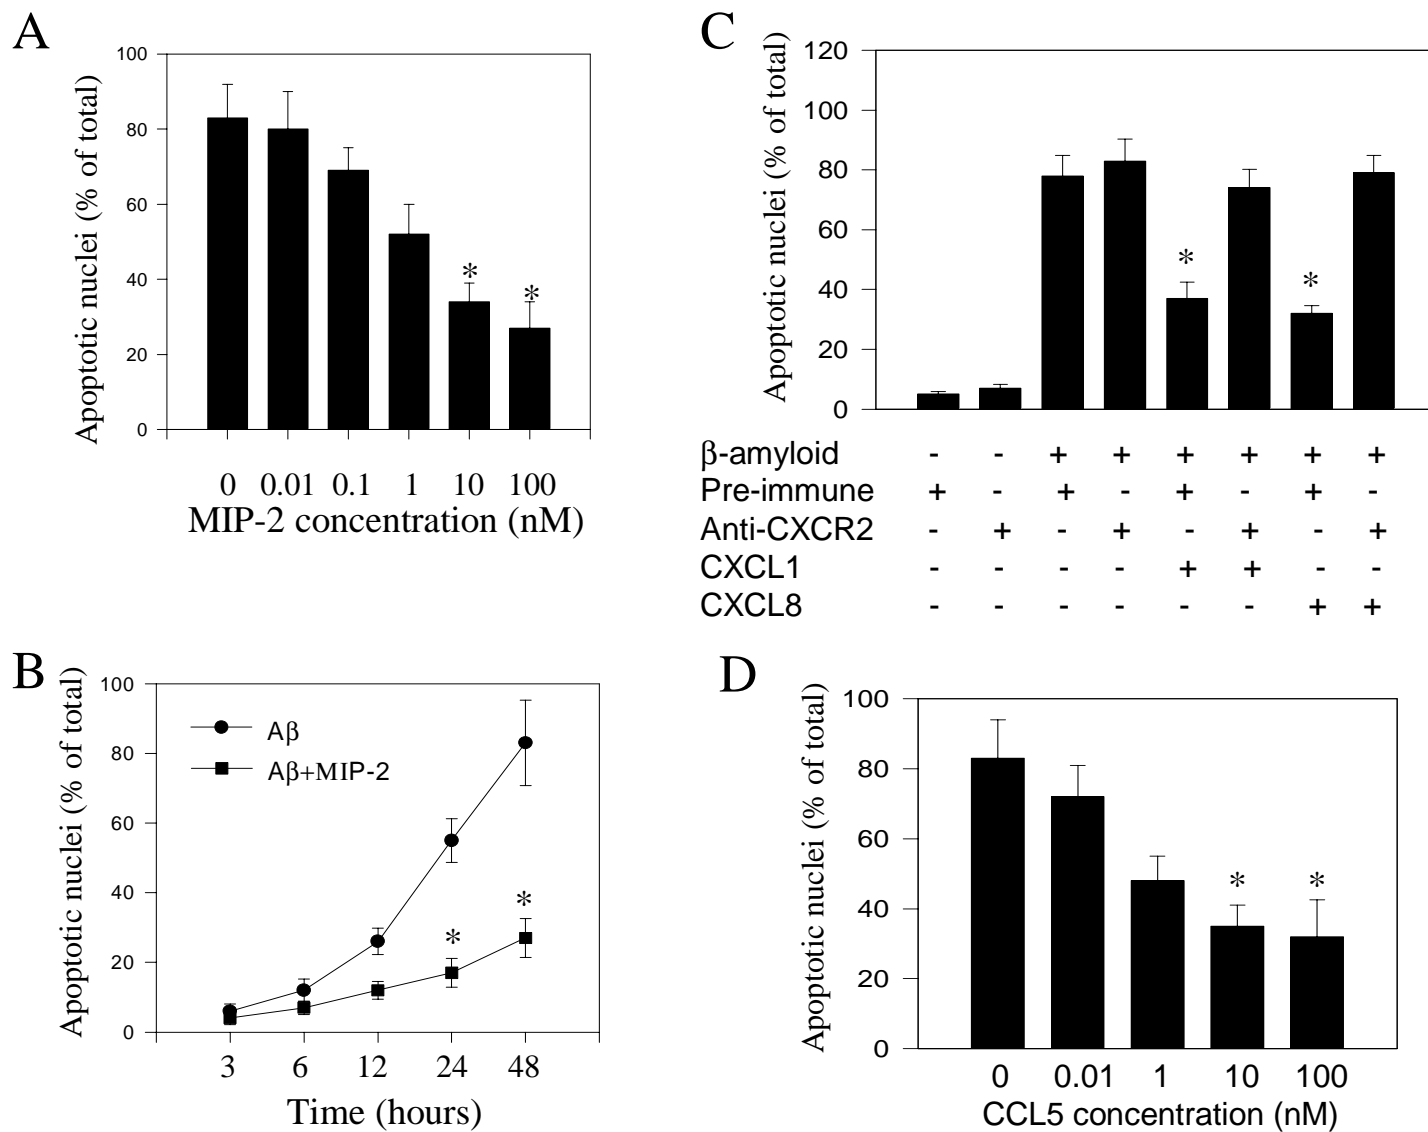 A
Apoptotic nuclei (% of total)
100
80
60
40
20
0
*
*
0 0.01 0.1 1 10 100
MIP-2 concentration (nM)
B
Apoptotic nuclei (% of total)
100
80
60
40
20
0
Aβ
Aβ+MIP-2
*
*
3 6 12 24 48
Time (hours)
C
Apoptotic nuclei (% of total)
120
100
80
60
40
20
0
*
*
β-amyloid - - + + + + + +
Pre-immune + - + - + - + -
Anti-CXCR2 - + - + - + - +
CXCL1 - - - - + + - -
CXCL8 - - - - - - + +
D
Apoptotic nuclei (% of total)
100
80
60
40
20
0
*
*
0 0.01 1 10 100
CCL5 concentration (nM)